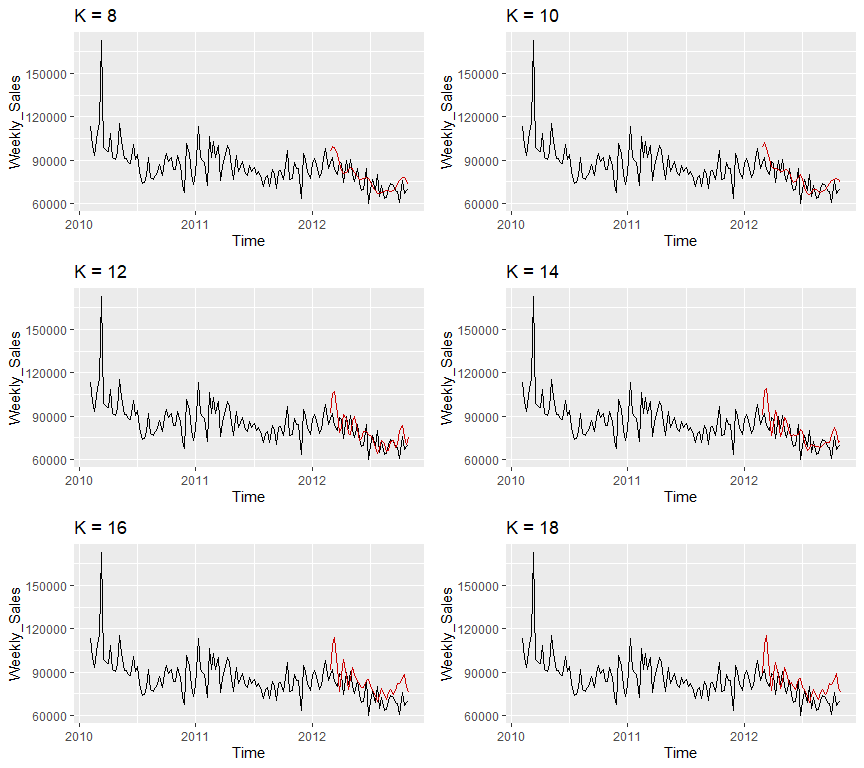 K = 8
Weekly_Sales
150000
120000
90000
60000
2010
2011
2012
Time
K = 10
Weekly_Sales
150000
120000
90000
60000
2010
2011
2012
Time
K = 12
Weekly_Sales
150000
120000
90000
60000
2010
2011
2012
Time
K = 14
Weekly_Sales
150000
120000
90000
60000
2010
2011
2012
Time
K = 16
Weekly_Sales
150000
120000
90000
60000
2010
2011
2012
Time
K = 18
Weekly_Sales
150000
120000
90000
60000
2010
2011
2012
Time